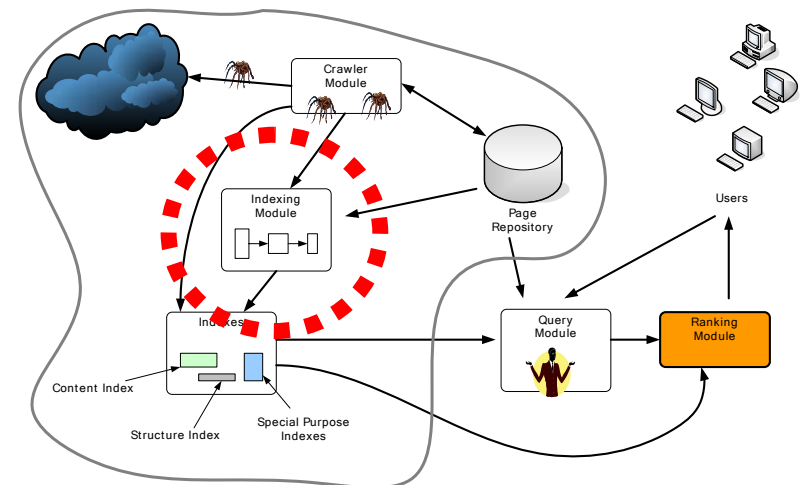 Crawler
Module
Indexing
Module
Page
Repository
Users
Indexes
Query
Module
Ranking
Module
Content Index
Structure Index
Special Purpose
Indexes